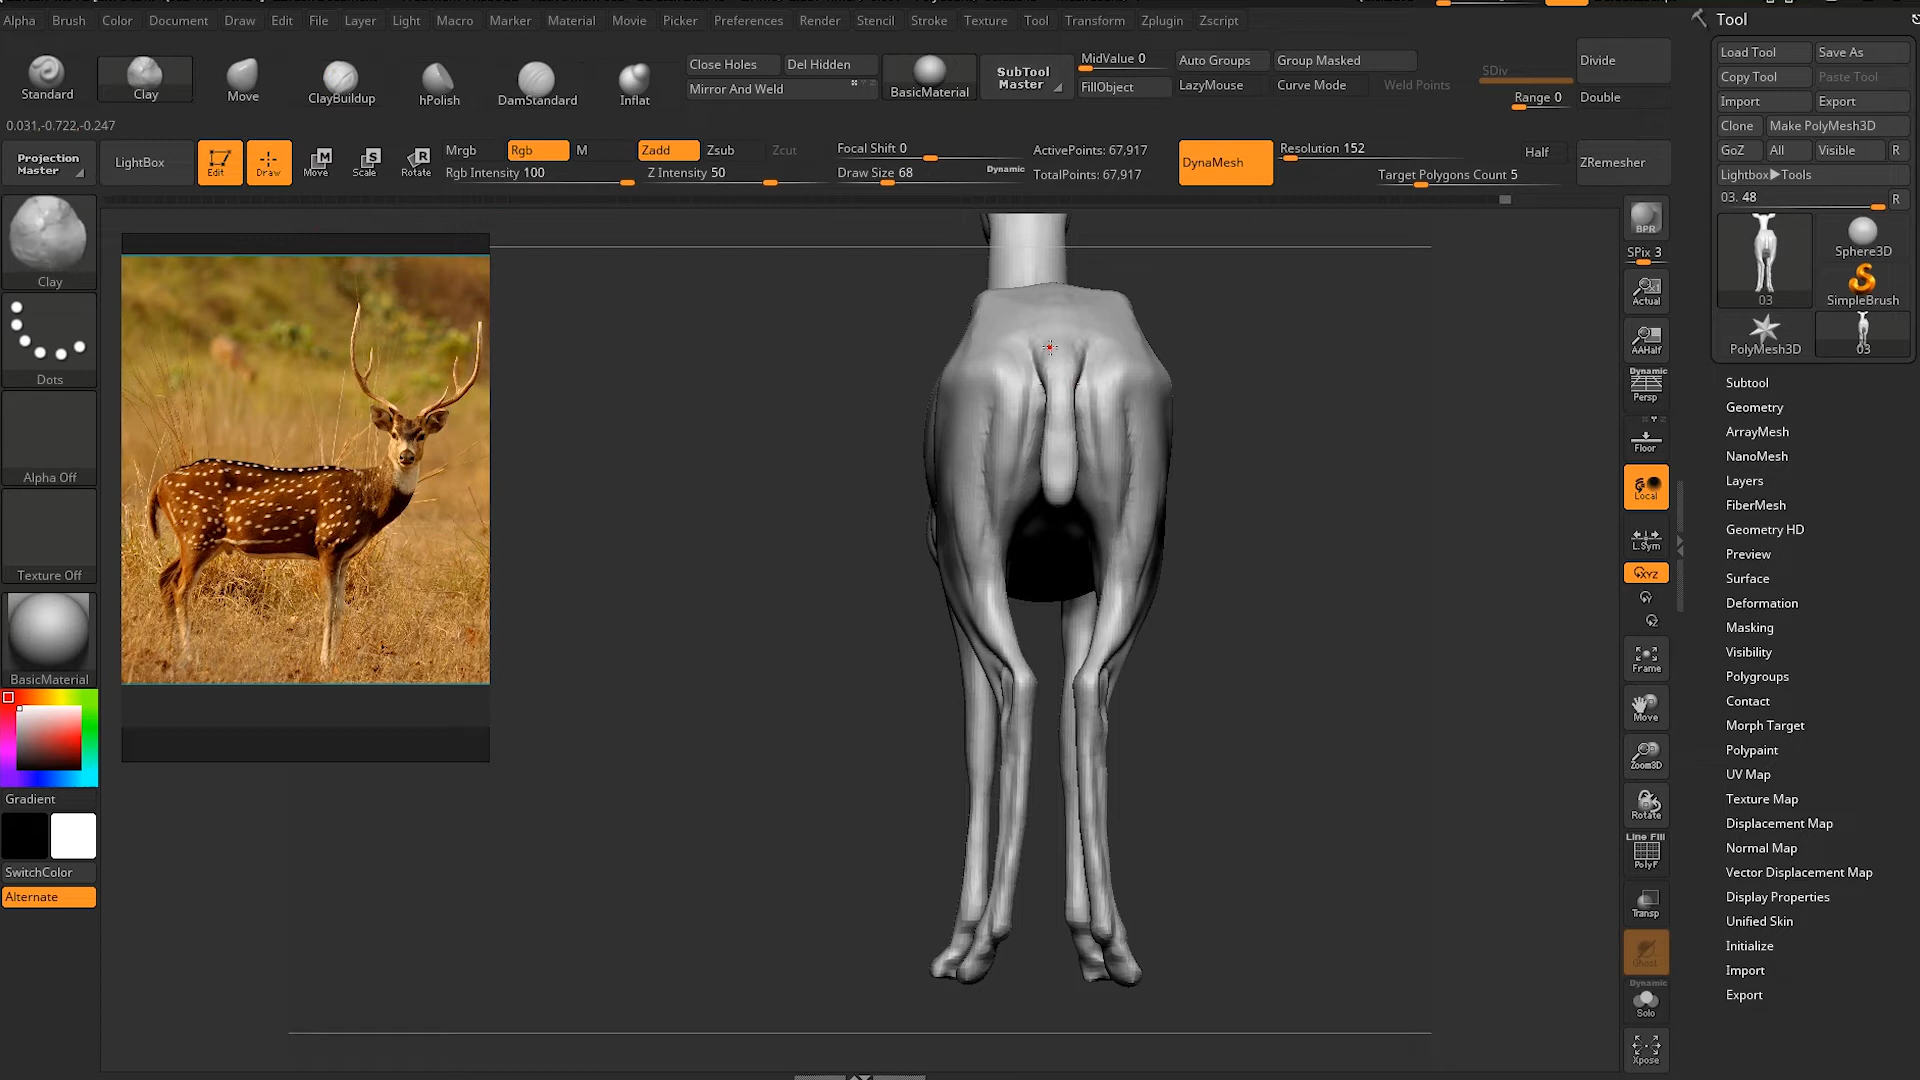 Alpha Brush Color Document Draw Edit File Layer Light Macro Marker Material Movie Picker Preferences Render Stencil Stroke Texture Tool Transform Zplugin Zscript
Standard Clay Move ClayBuildup hPolish DamStandard Inflat
Close Holes Del Hidden
Mirror And Weld
BasicMaterial
SubTool
Master
MidValue 0
FillObject
Auto Groups Group Masked
LazyMouse Curve Mode Weld Points
SDiv
Range 0
Divide
Double
0.031,-0.722,-0.247
Projection
Master
LightBox
Edit Draw Move Scale Rotate
Mrgb Rgb M
Rgb Intensity 100
Zadd Zsub Zcut
Z Intensity 50
Focal Shift 0
Draw Size 68
Dynamic
ActivePoints: 67,917
TotalPoints: 67,917
DynaMesh
Resolution 152
Half
Target Polygons Count 5
ZRemesher
Clay
Dots
Alpha Off
Texture Off
BasicMaterial
Gradient
SwitchColor
Alternate
BPR
SPix 3
Actual
AAHalf
Dynamic
Persp
Floor
Local
L.Sym
XYZ
Frame
Move
Zoom3D
Rotate
Line Fill
PolyF
Transp
Ghost
Dynamic
Solo
Xpose
Tool
Load Tool Save As
Copy Tool Paste Tool
Import Export
Clone Make PolyMesh3D
GoZ All Visible R
Lightbox▶Tools
03. 48 R
03
Sphere3D
SimpleBrush
PolyMesh3D
03
Subtool
Geometry
ArrayMesh
NanoMesh
Layers
FiberMesh
Geometry HD
Preview
Surface
Deformation
Masking
Visibility
Polygroups
Contact
Morph Target
Polypaint
UV Map
Texture Map
Displacement Map
Normal Map
Vector Displacement Map
Display Properties
Unified Skin
Initialize
Import
Export